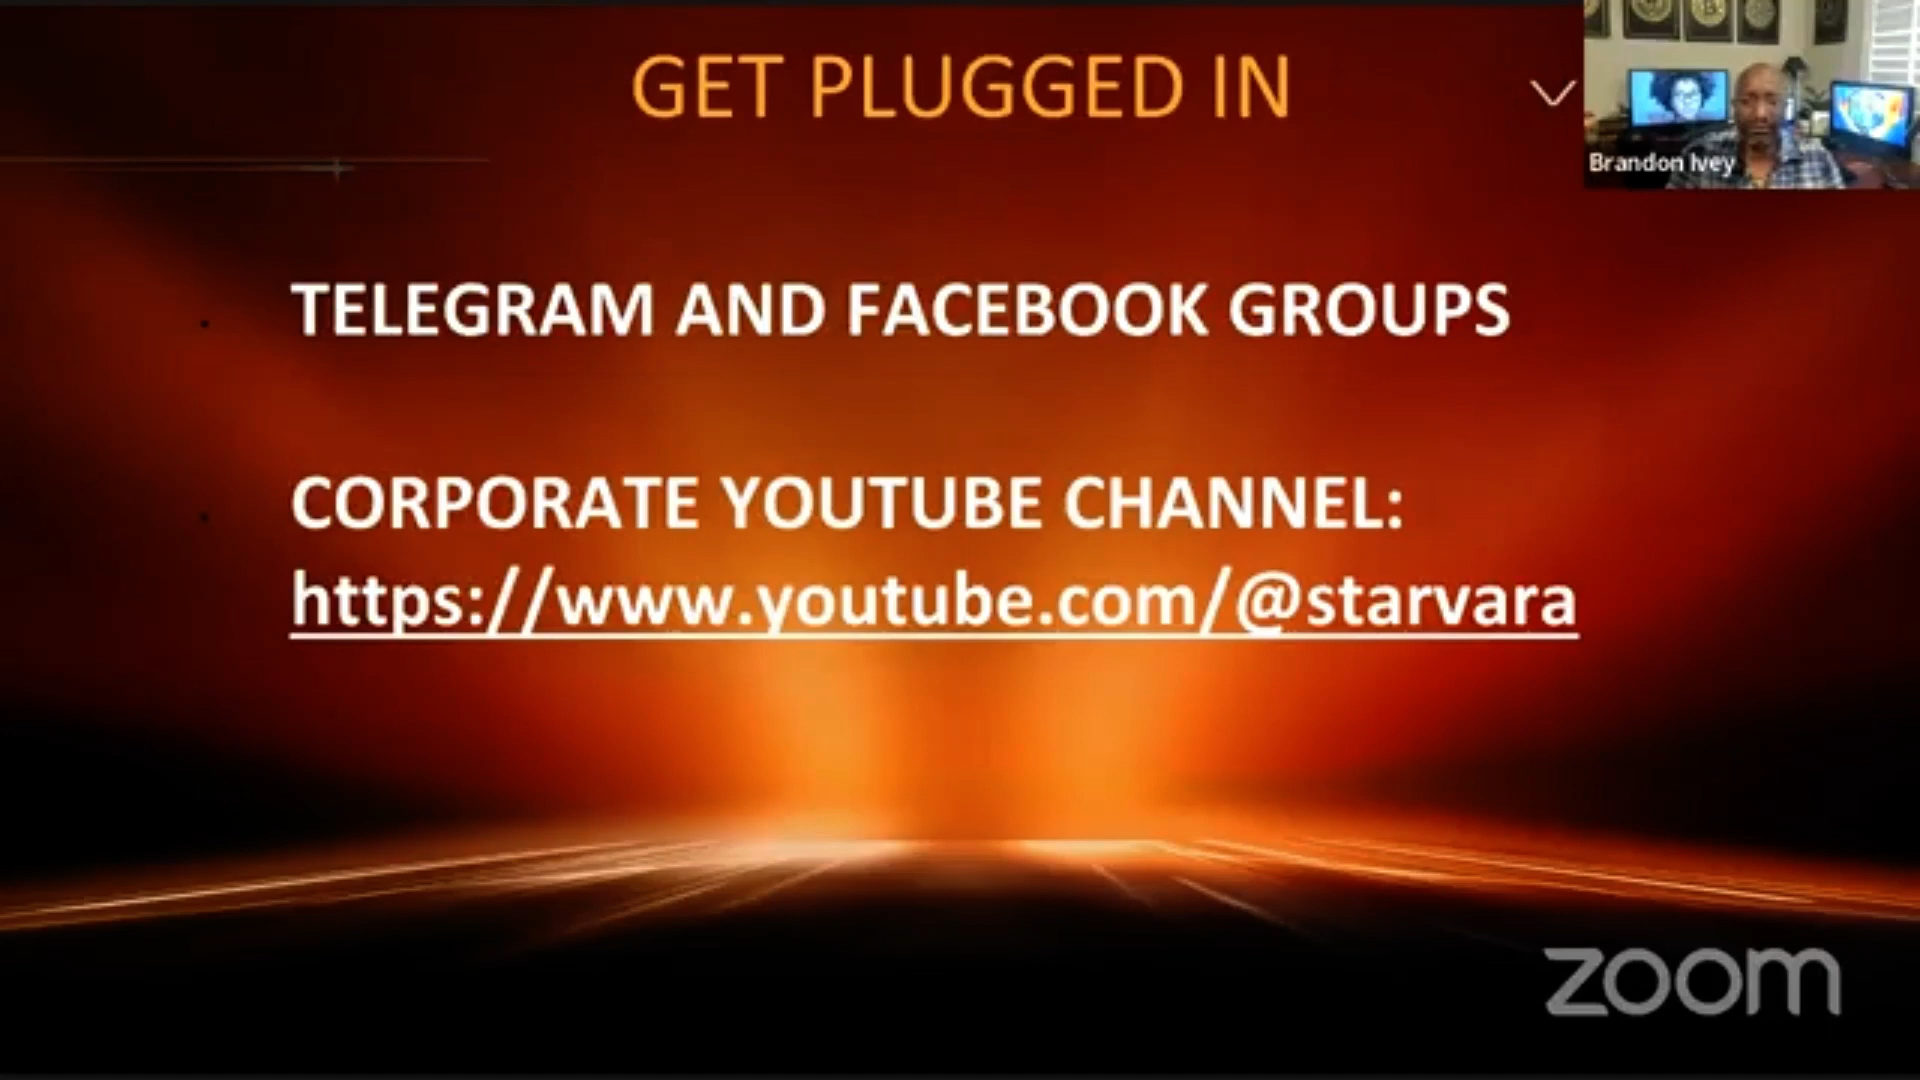 GET PLUGGED IN
Brandon Ivey
TELEGRAM AND FACEBOOK GROUPS
CORPORATE YOUTUBE CHANNEL:
https://www.youtube.com/@starvara
zoom